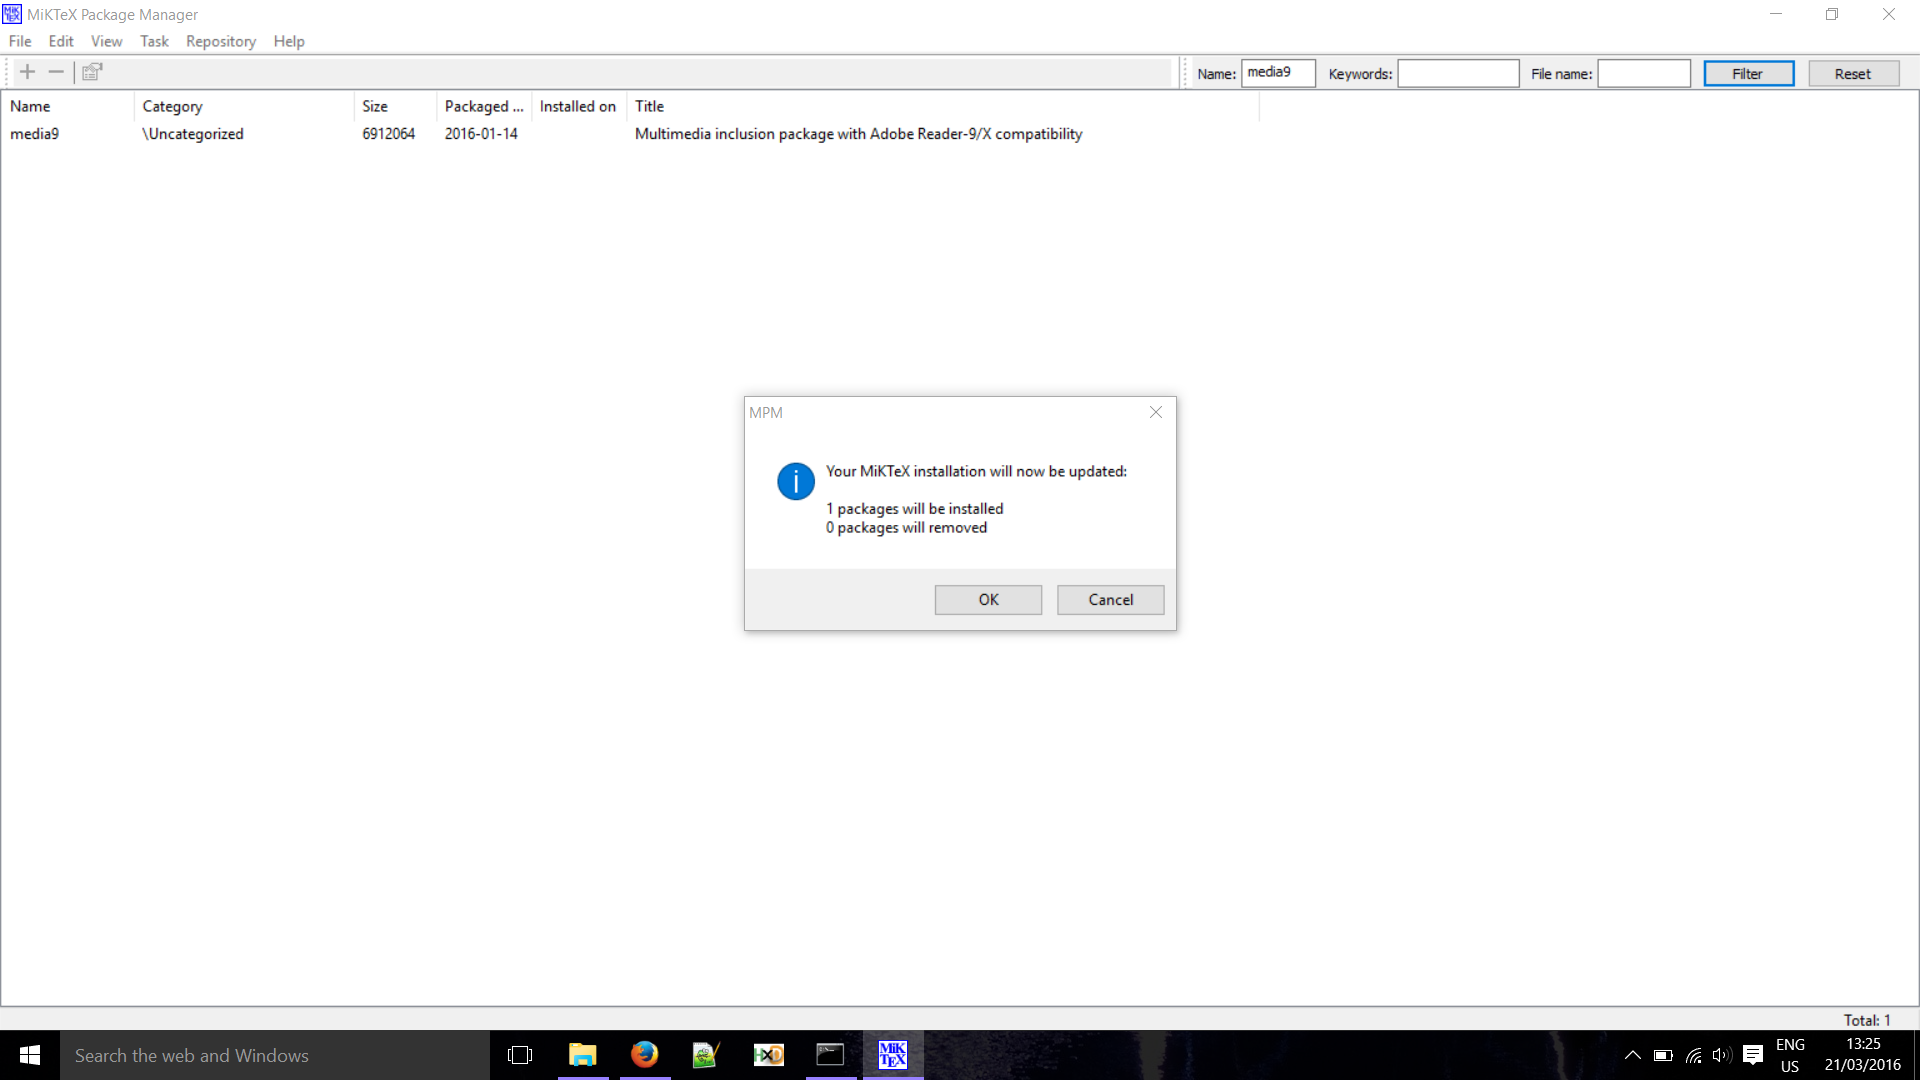 MiKTeX Package Manager
File Edit View Task Repository Help
Name: media9 Keywords: File name: Filter Reset
Name Category Size Packaged ... Installed on Title
media9 \Uncategorized 6912064 2016-01-14 Multimedia inclusion package with Adobe Reader-9/X compatibility
MPM
Your MiKTeX installation will now be updated:
1 packages will be installed
0 packages will removed
OK Cancel
Total: 1
Search the web and Windows
HXD
MiK
TEX
ENG
US
13:25
21/03/2016